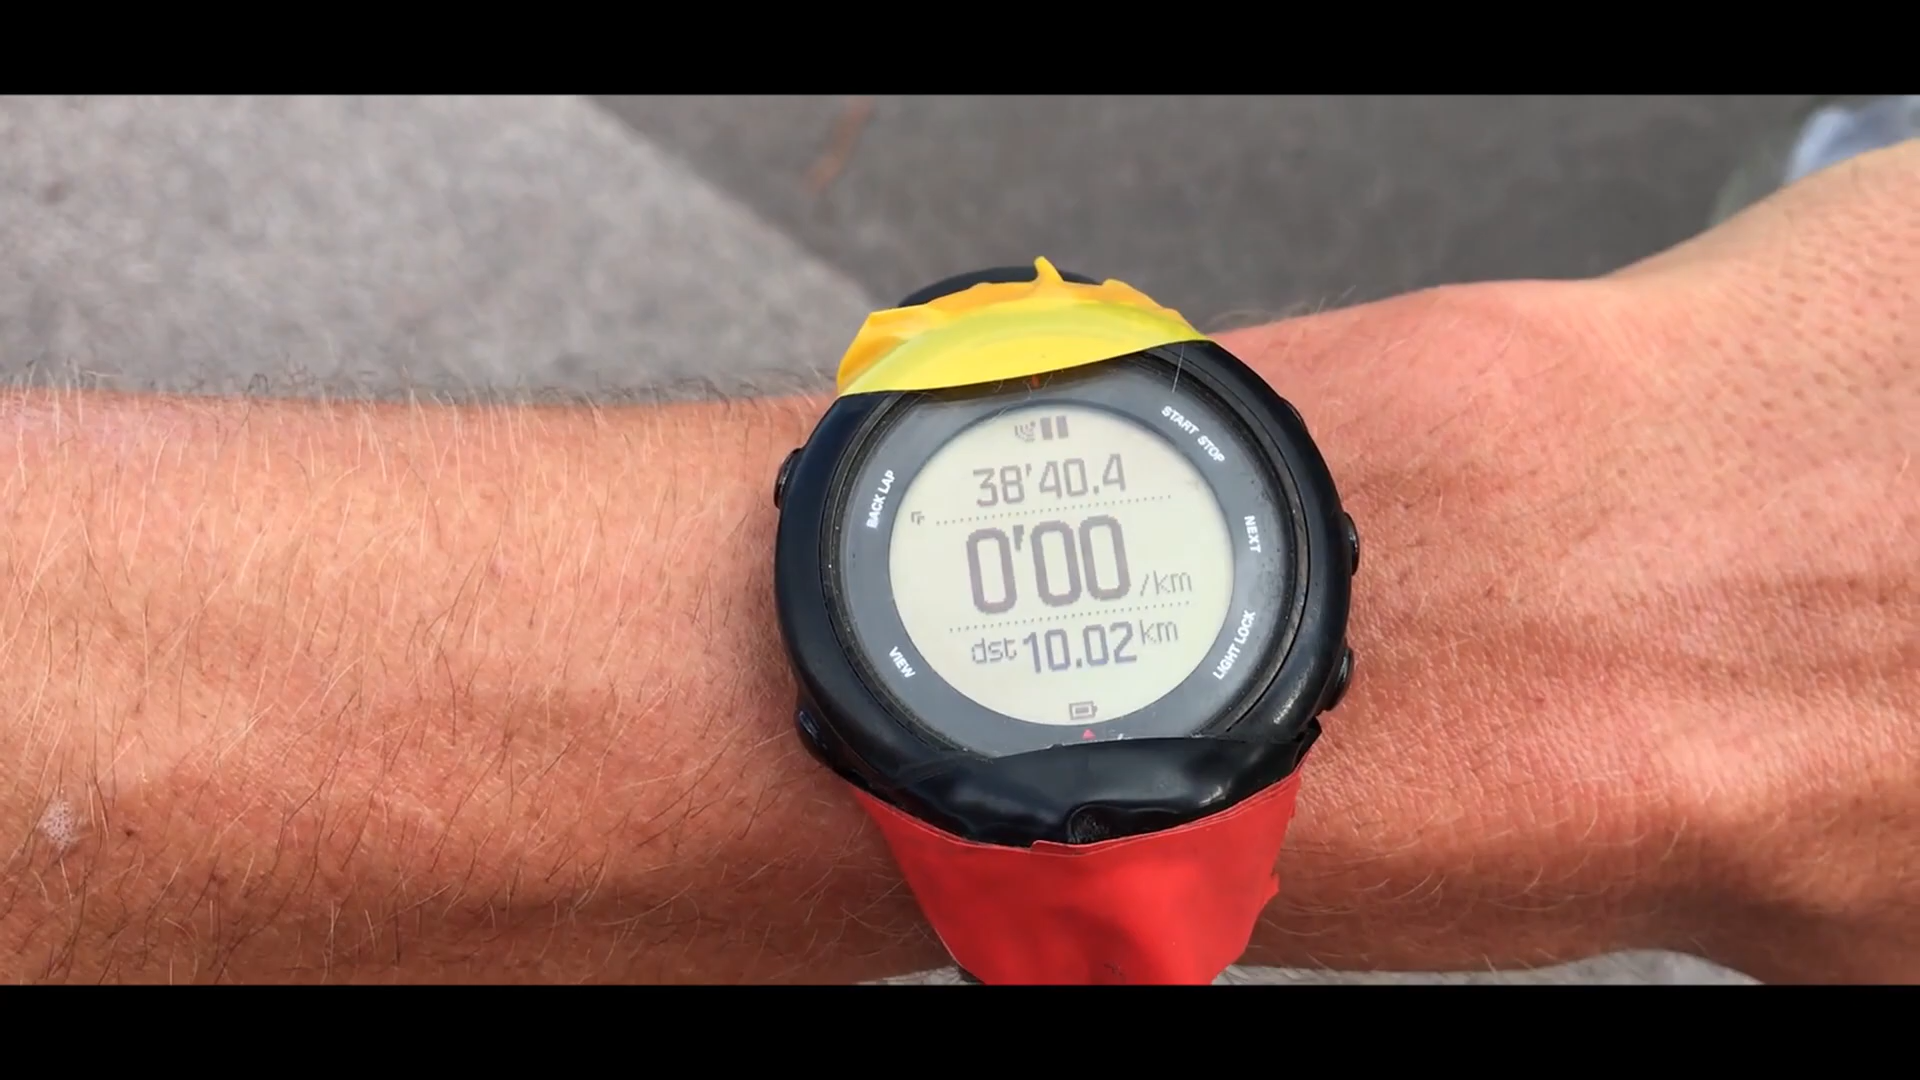 START STOP
BACK LAP
38'40.4
NEXT
0'00 /km
dst 10.02 km
VIEW
LIGHT LOCK